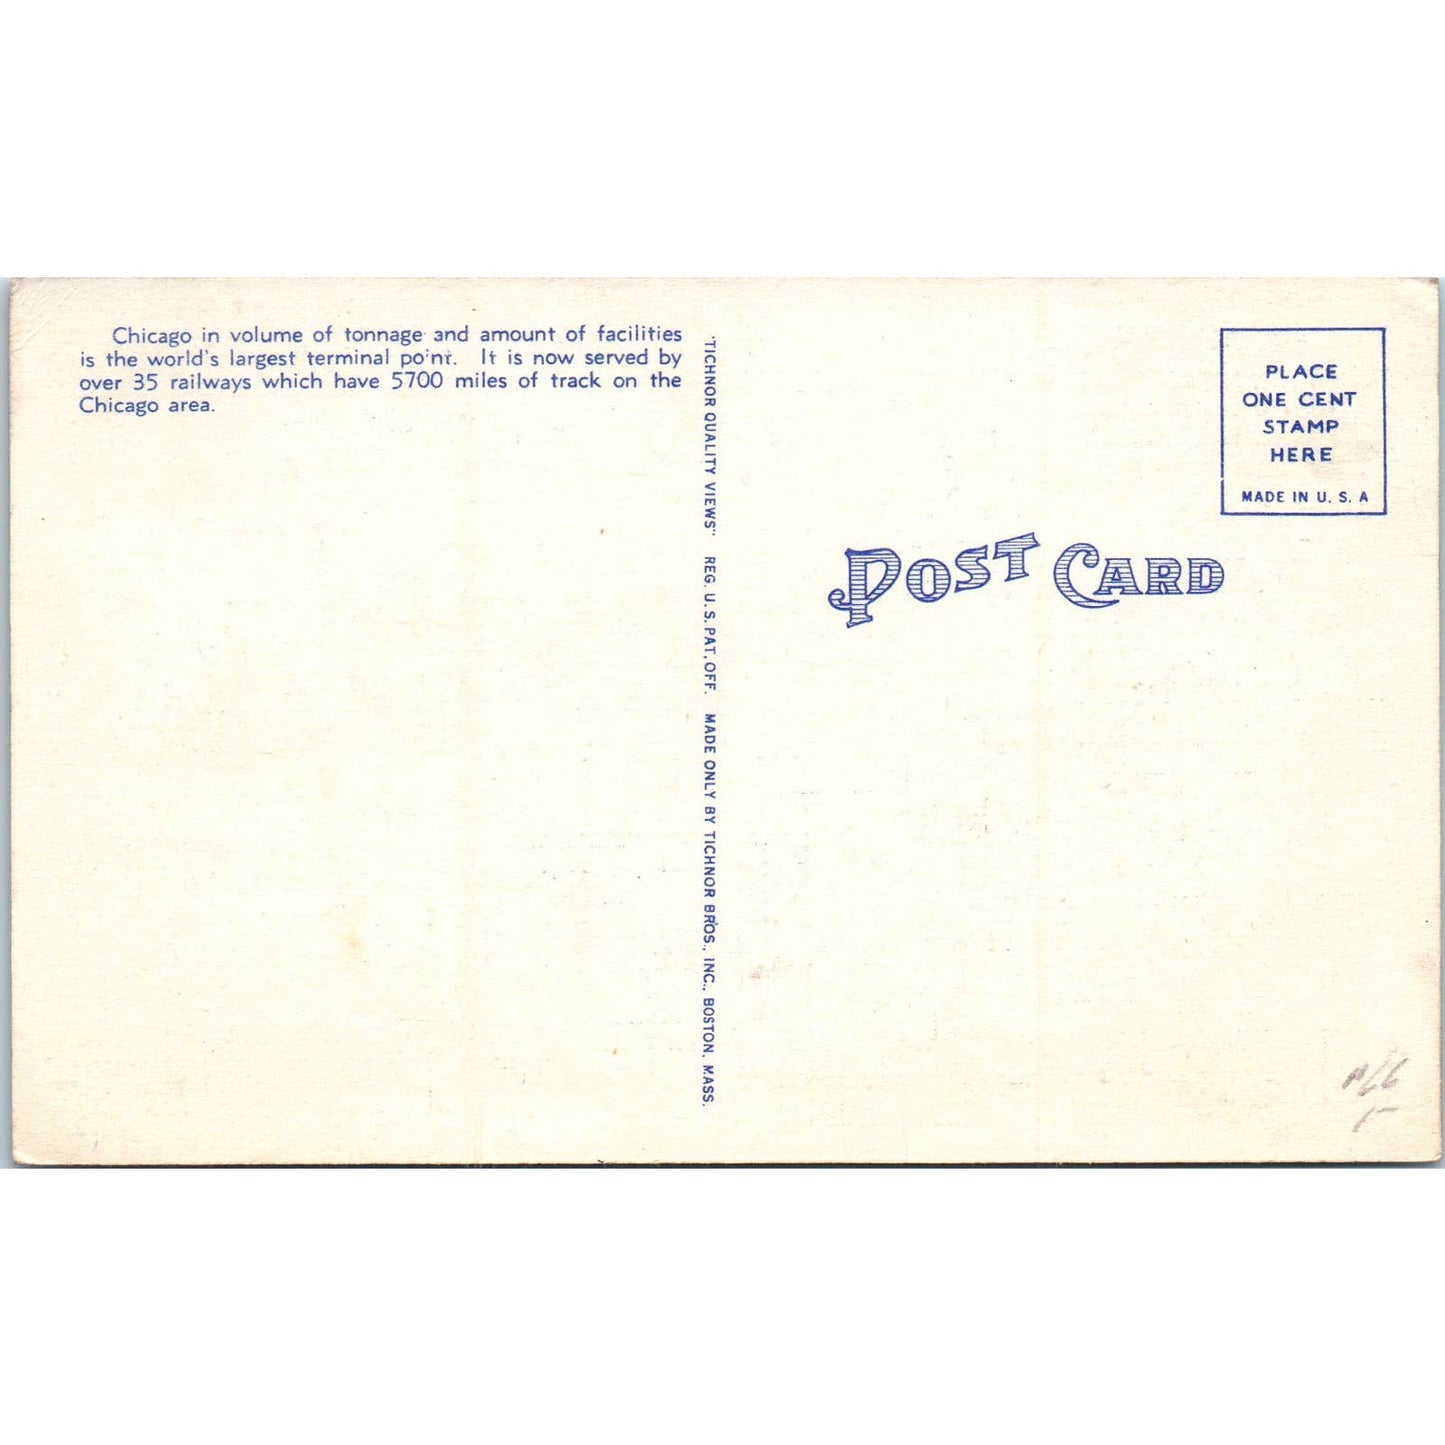 Chicago in volume of tonnage and amount of facilities
is the world's largest terminal point. It is now served by
over 35 railways which have 5700 miles of track on the
Chicago area.
"TICHNOR QUALITY VIEWS" REG. U. S. PAT. OFF. MADE ONLY BY TICHNOR BROS., INC., BOSTON, MASS.
PLACE
ONE CENT
STAMP
HERE
MADE IN U. S. A
POST CARD